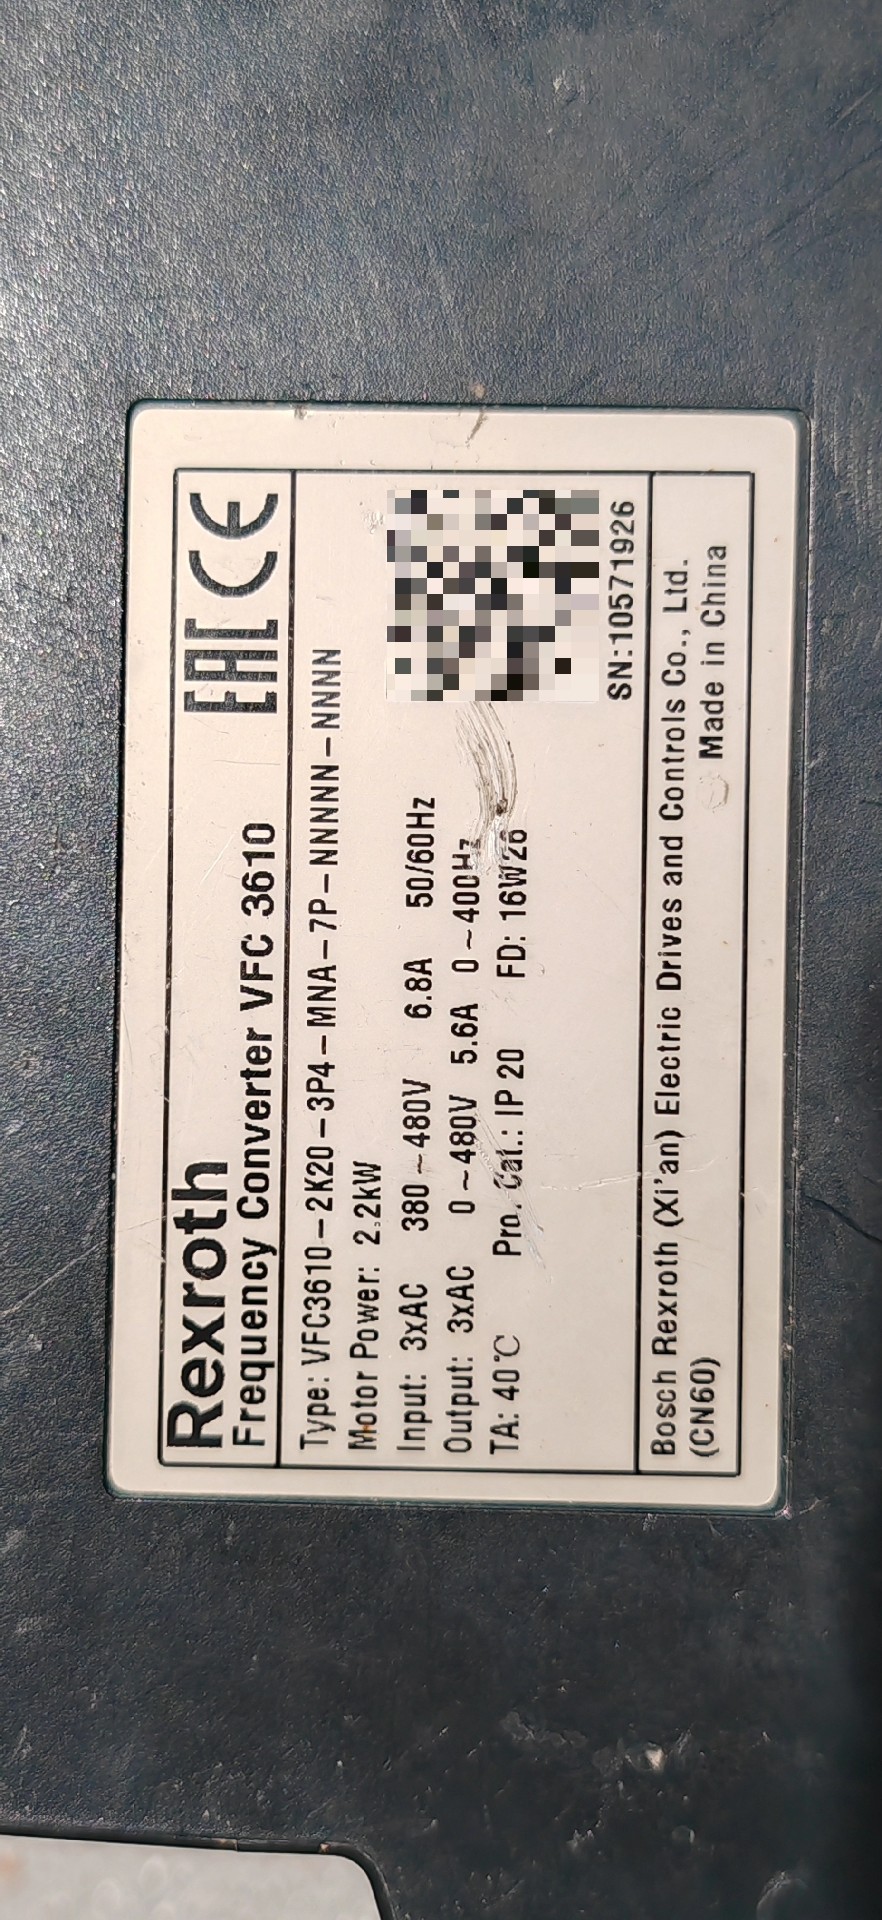 Rexroth
Frequency Converter VFC 3610
EAC CE
Type: VFC3610-2K20-3P4-MNA-7P-NNNNN-NNNN
Motor Power: 2.2kW
Input: 3xAC 380~480V 6.8A 50/60Hz
Output: 3xAC 0~480V 5.6A 0~400Hz
TA: 40℃ Pro. Cat.: IP 20 FD: 16W26
SN:10571926
Bosch Rexroth (Xi'an) Electric Drives and Controls Co., Ltd.
(CN60) Made in China